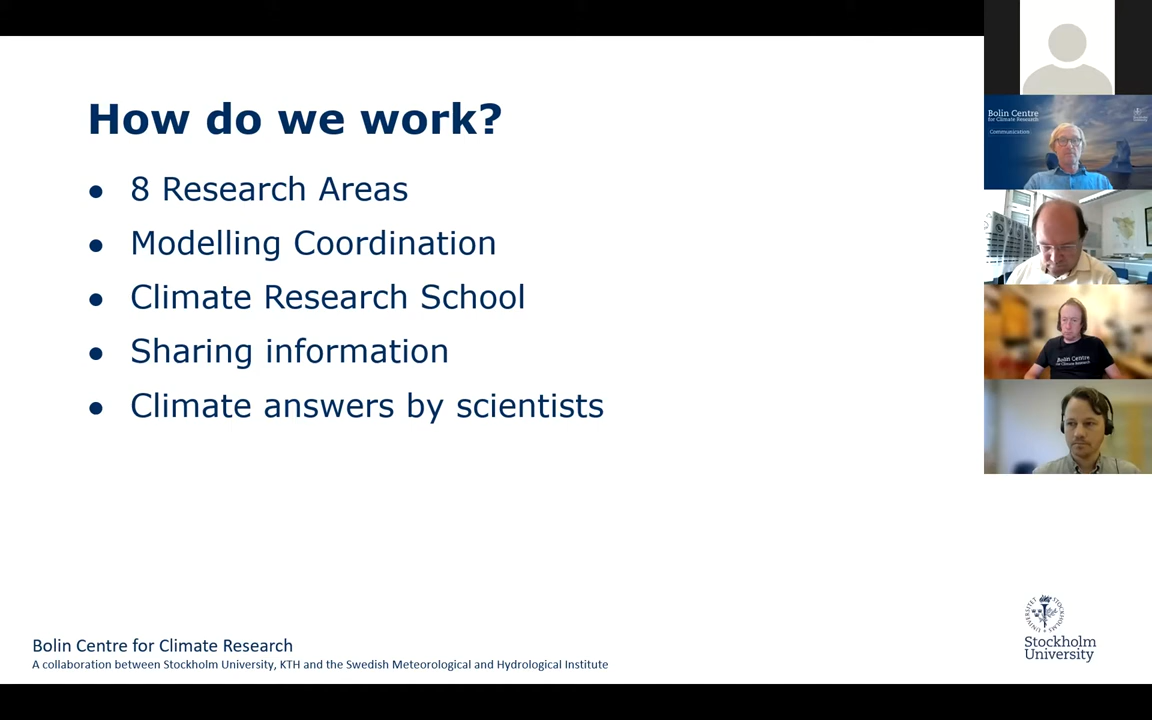 How do we work?
● 8 Research Areas
● Modelling Coordination
● Climate Research School
● Sharing information
● Climate answers by scientists
Bolin Centre for Climate Research
A collaboration between Stockholm University, KTH and the Swedish Meteorological and Hydrological Institute
Bolin Centre
for Climate Research
Communication
Bolin Centre
for Climate Research
Stockholm
University